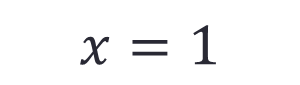 x = 1